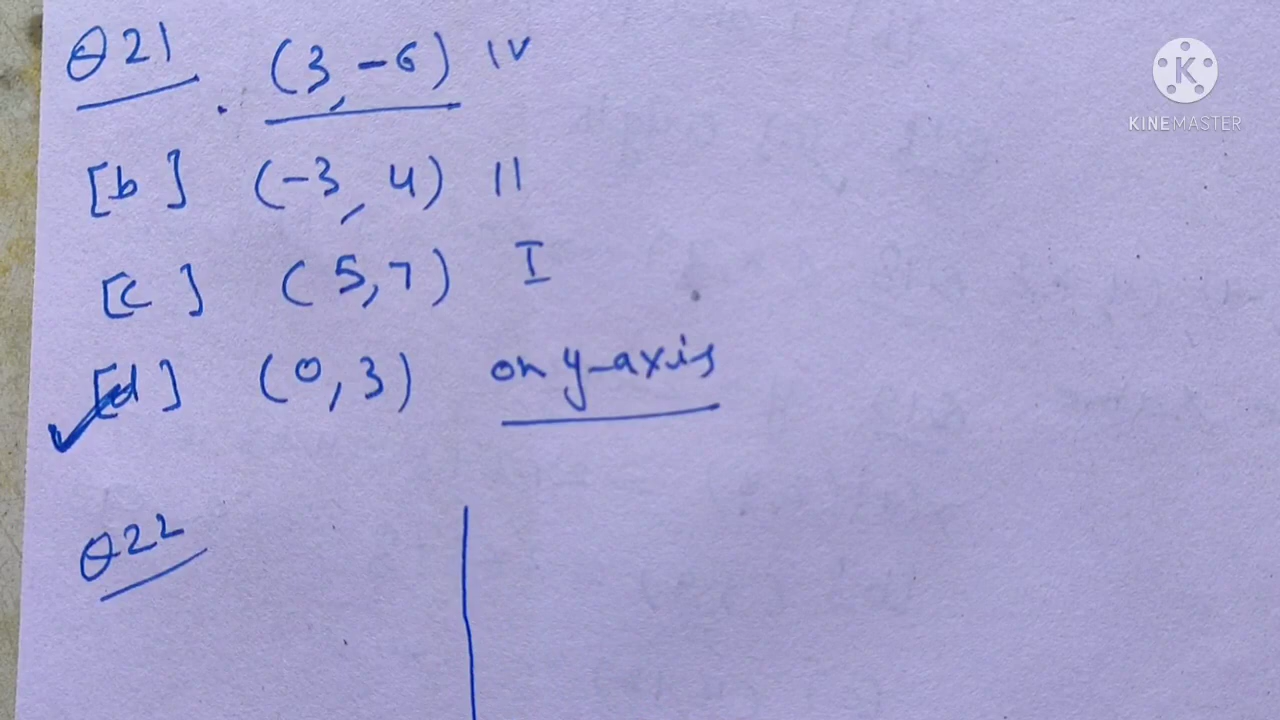 Q21 . (3, -6) IV
[b] (-3, 4) II
[c] (5, 7) I
[d] (0, 3) on y-axis
Q22
K
KINEMASTER